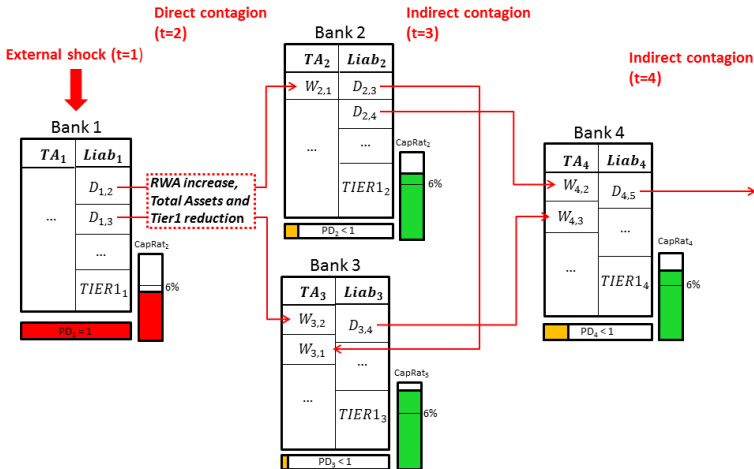 Direct contagion
(t=2)
Indirect contagion
(t=3)
External shock (t=1)
Indirect contagion
(t=4)
Bank 2
TA₂ Liab₂
W₂,₁ D₂,₃
D₂,₄
...
...
TIER1₂
PD₂ < 1
CapRat₂
6%
Bank 1
TA₁ Liab₁
D₁,₂
D₁,₃
...
...
TIER1₁
PD₁ = 1
CapRat₂
6%
RWA increase,
Total Assets and
Tier1 reduction
Bank 3
TA₃ Liab₃
W₃,₂ D₃,₄
W₃,₁
...
...
TIER1₃
PD₃ < 1
CapRat₃
6%
Bank 4
TA₄ Liab₄
W₄,₂ D₄,₅
W₄,₃
...
...
TIER1₄
PD₄ < 1
CapRat₄
6%